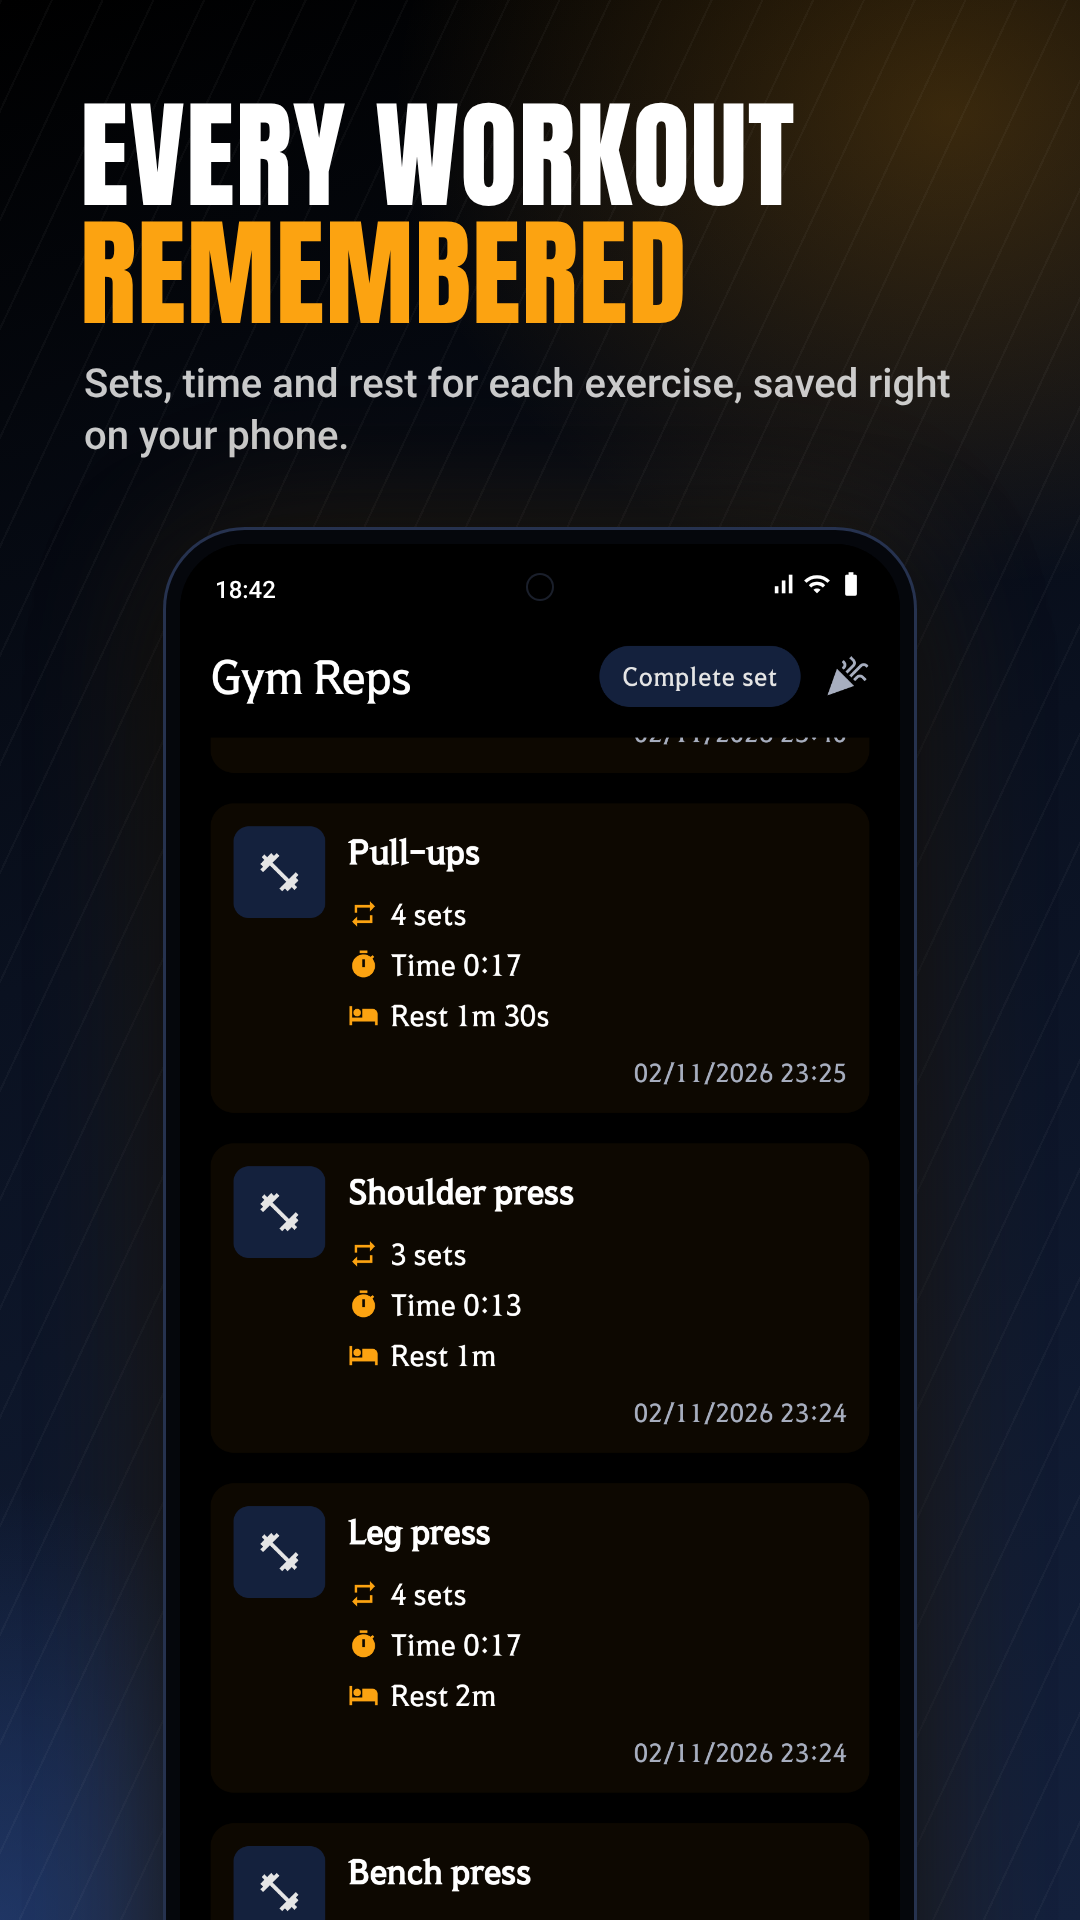 EVERY WORKOUT
REMEMBERED
Sets, time and rest for each exercise, saved right
on your phone.
18:42
Gym Reps
Complete set
Pull-ups
4 sets
Time 0:17
Rest 1m 30s
02/11/2026 23:25
Shoulder press
3 sets
Time 0:13
Rest 1m
02/11/2026 23:24
Leg press
4 sets
Time 0:17
Rest 2m
02/11/2026 23:24
Bench press